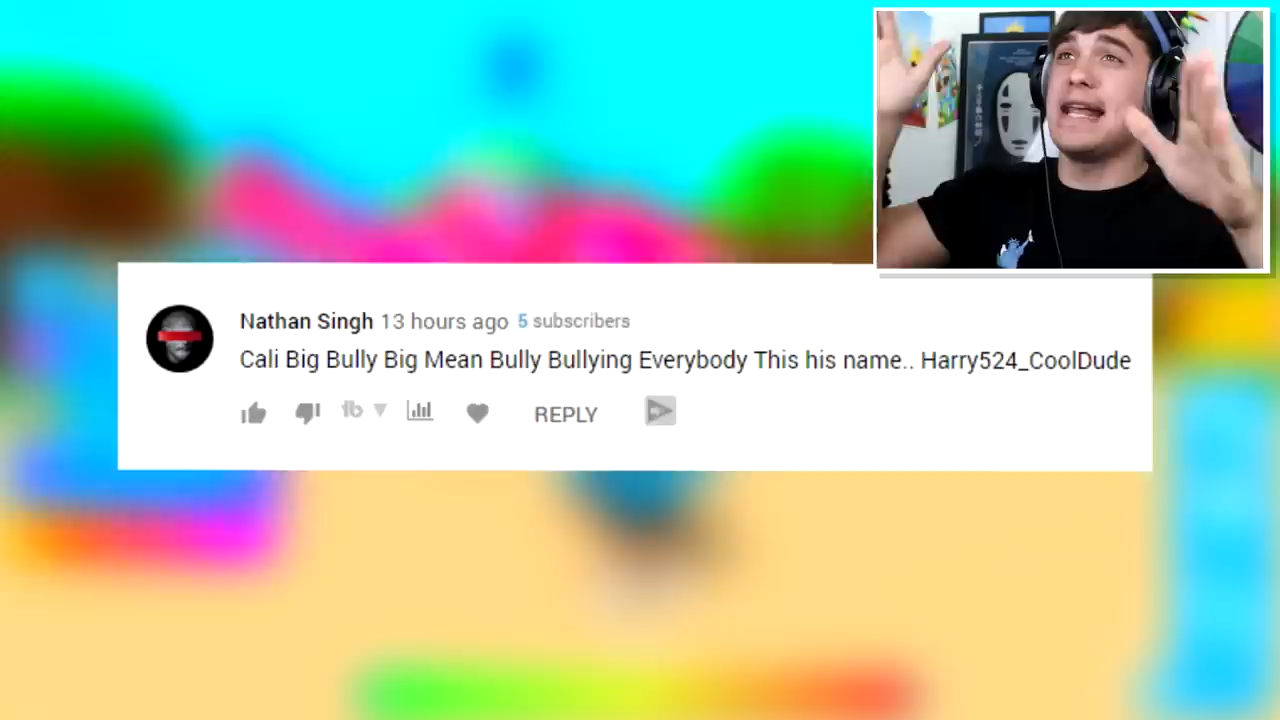 Nathan Singh 13 hours ago 5 subscribers
Cali Big Bully Big Mean Bully Bullying Everybody This his name.. Harry524_CoolDude
REPLY